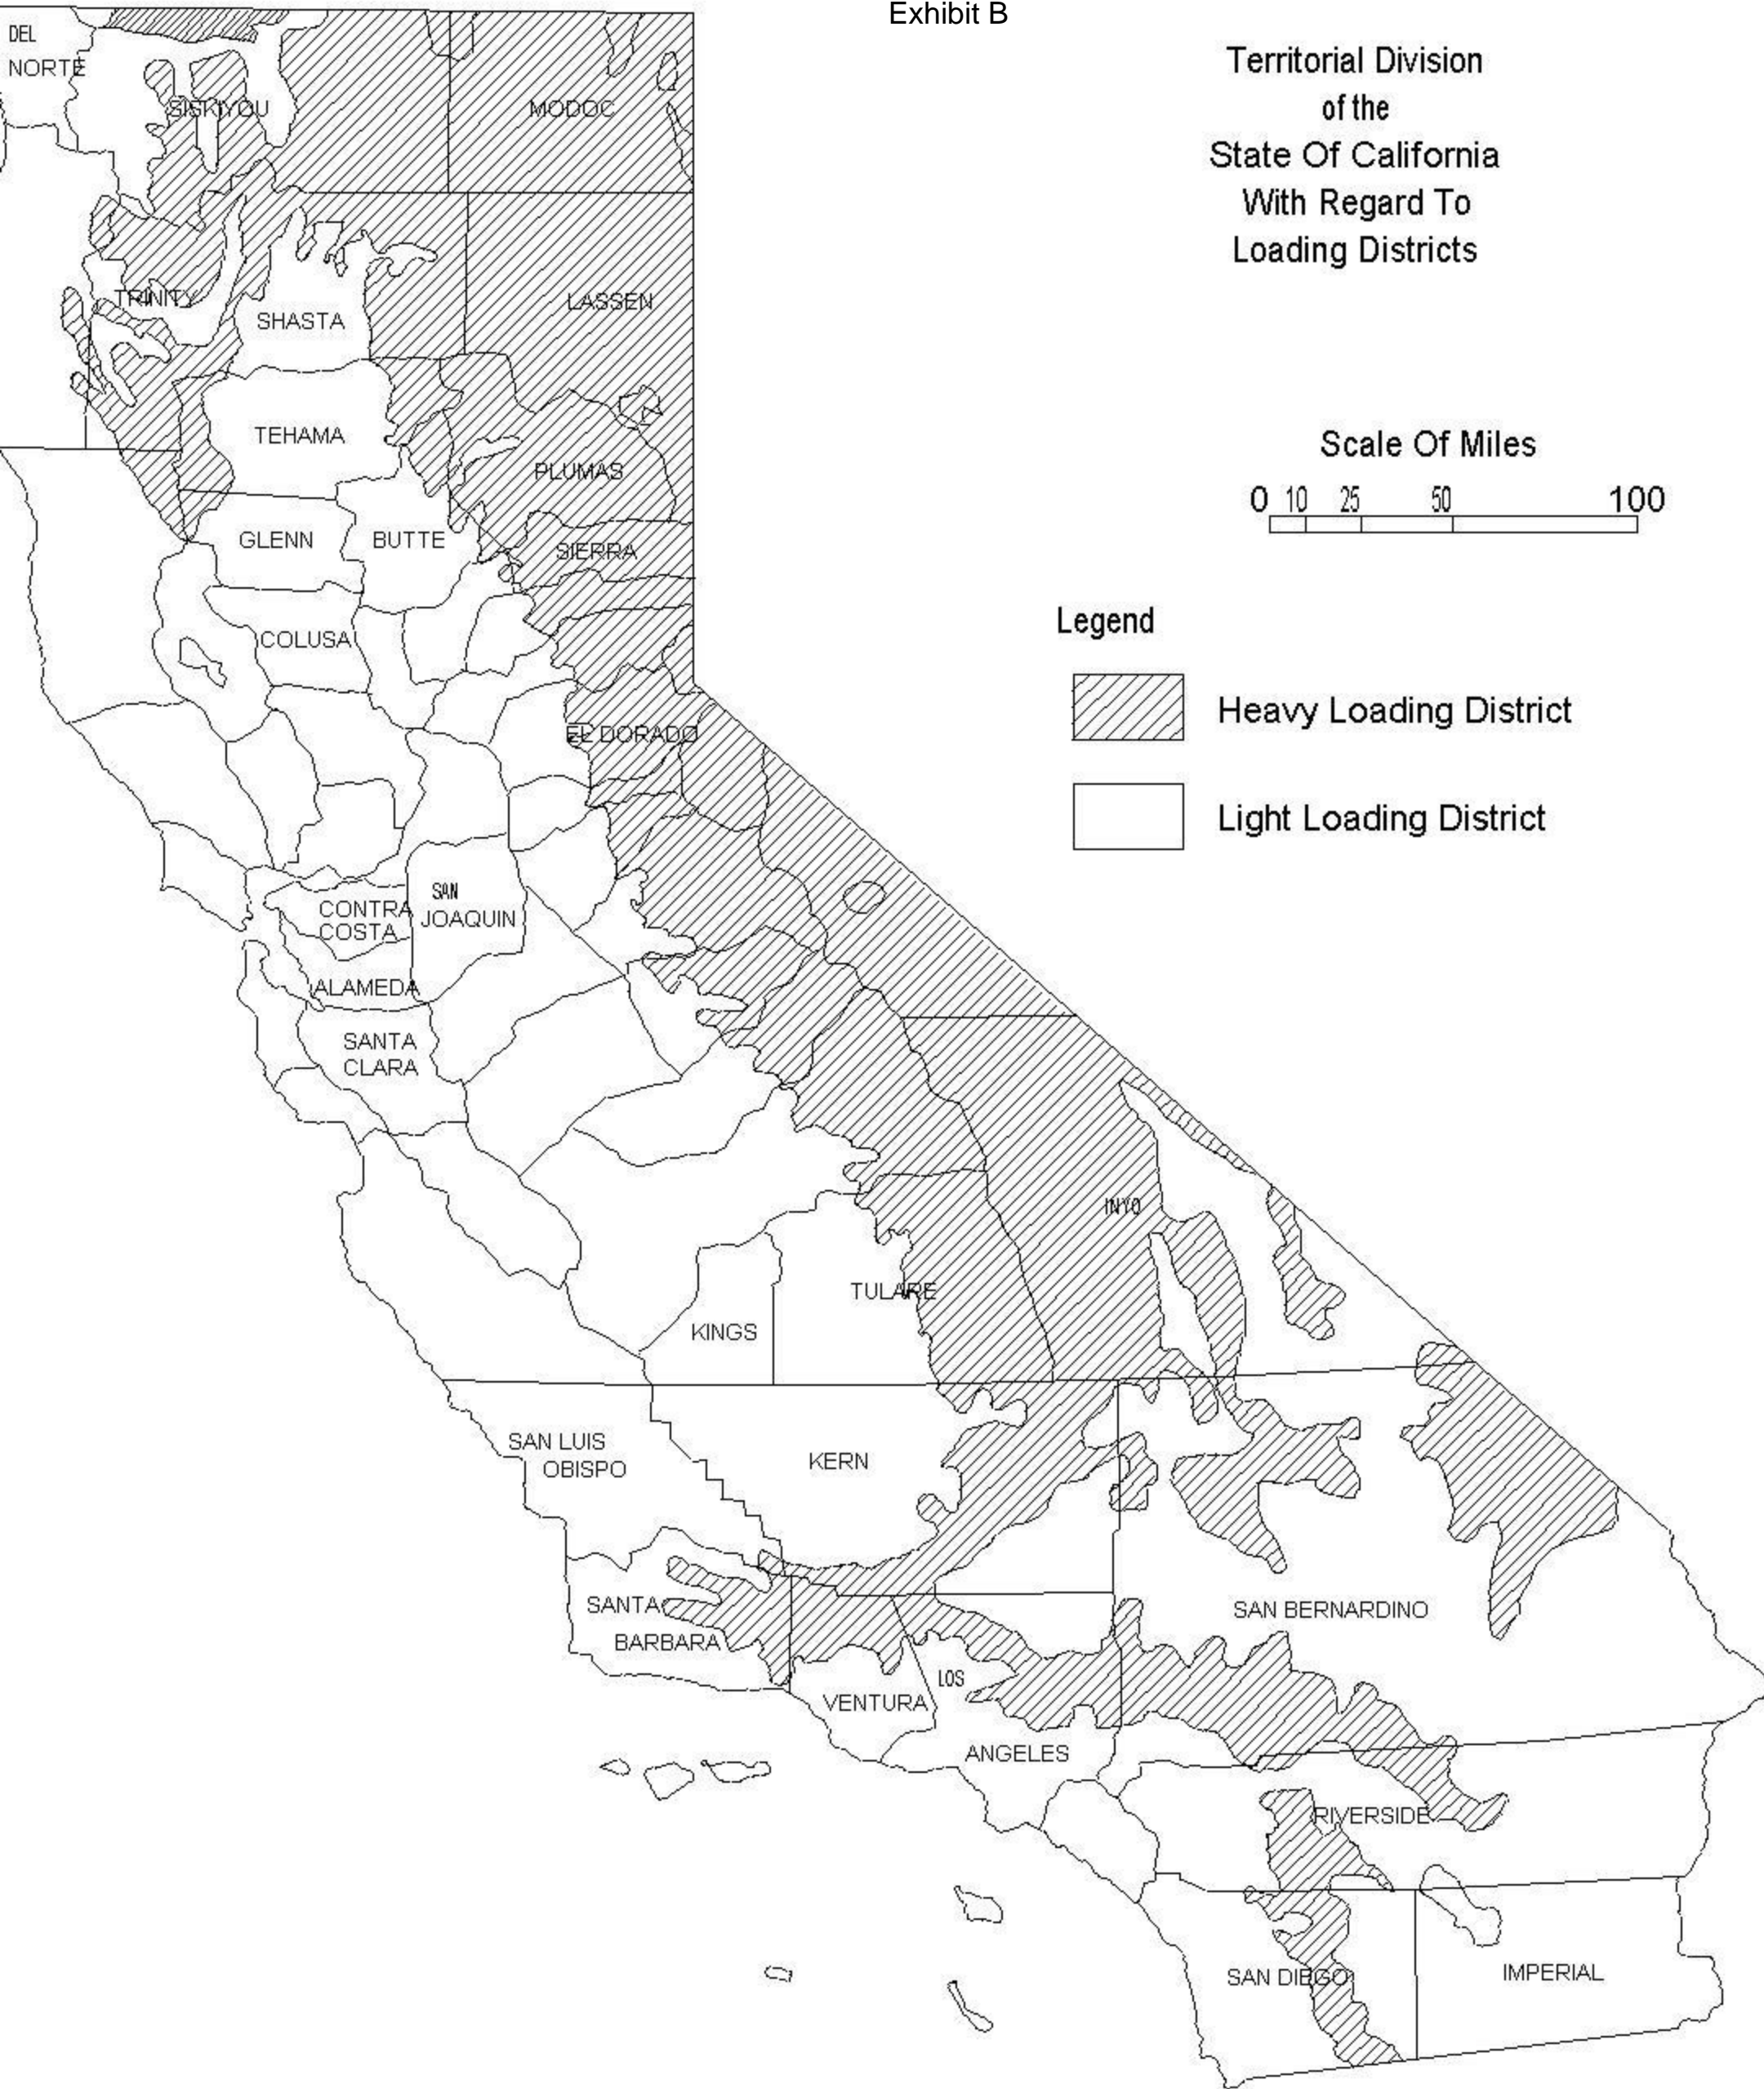 Exhibit B
Territorial Division
of the
State Of California
With Regard To
Loading Districts
Scale Of Miles
0 10 25 50 100
Legend
Heavy Loading District
Light Loading District
DEL
NORTE
SISKIYOU
MODOC
TRINITY
SHASTA
LASSEN
TEHAMA
PLUMAS
GLENN
BUTTE
SIERRA
COLUSA
EL DORADO
CONTRA
COSTA
SAN
JOAQUIN
ALAMEDA
SANTA
CLARA
INYO
TULARE
KINGS
SAN LUIS
OBISPO
KERN
SANTA
BARBARA
SAN BERNARDINO
VENTURA
LOS
ANGELES
RIVERSIDE
SAN DIEGO
IMPERIAL